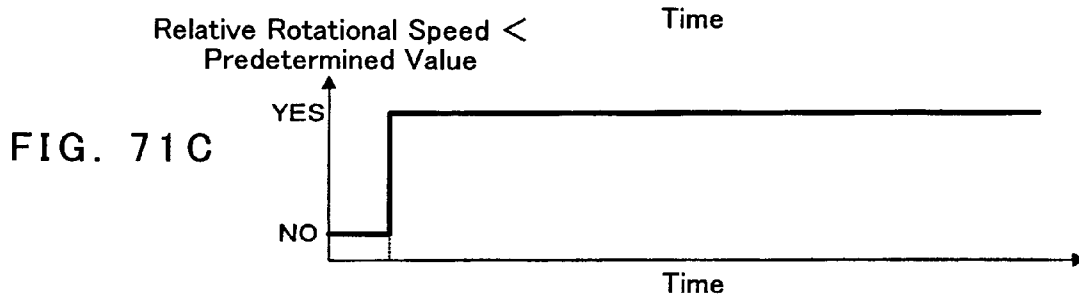 Time
Relative Rotational Speed <
Predetermined Value
YES
FIG. 71C
NO
Time